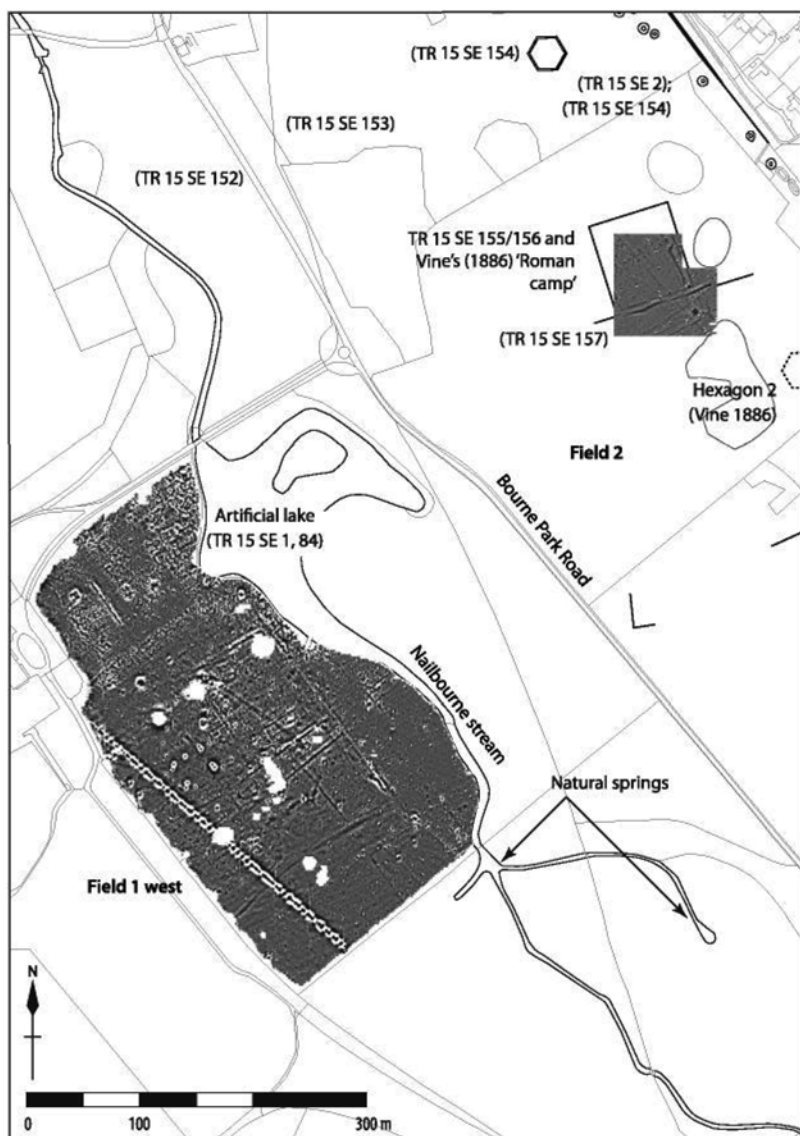 (TR 15 SE 154)
(TR 15 SE 2);
(TR 15 SE 154)
(TR 15 SE 153)
(TR 15 SE 152)
TR 15 SE 155/156 and
Vine's (1886) 'Roman
camp'
(TR 15 SE 157)
Hexagon 2
(Vine 1886)
Field 2
Bourne Park Road
Artificial lake
(TR 15 SE 1, 84)
Nailbourne stream
Natural springs
Field 1 west
N
0 100 300 m